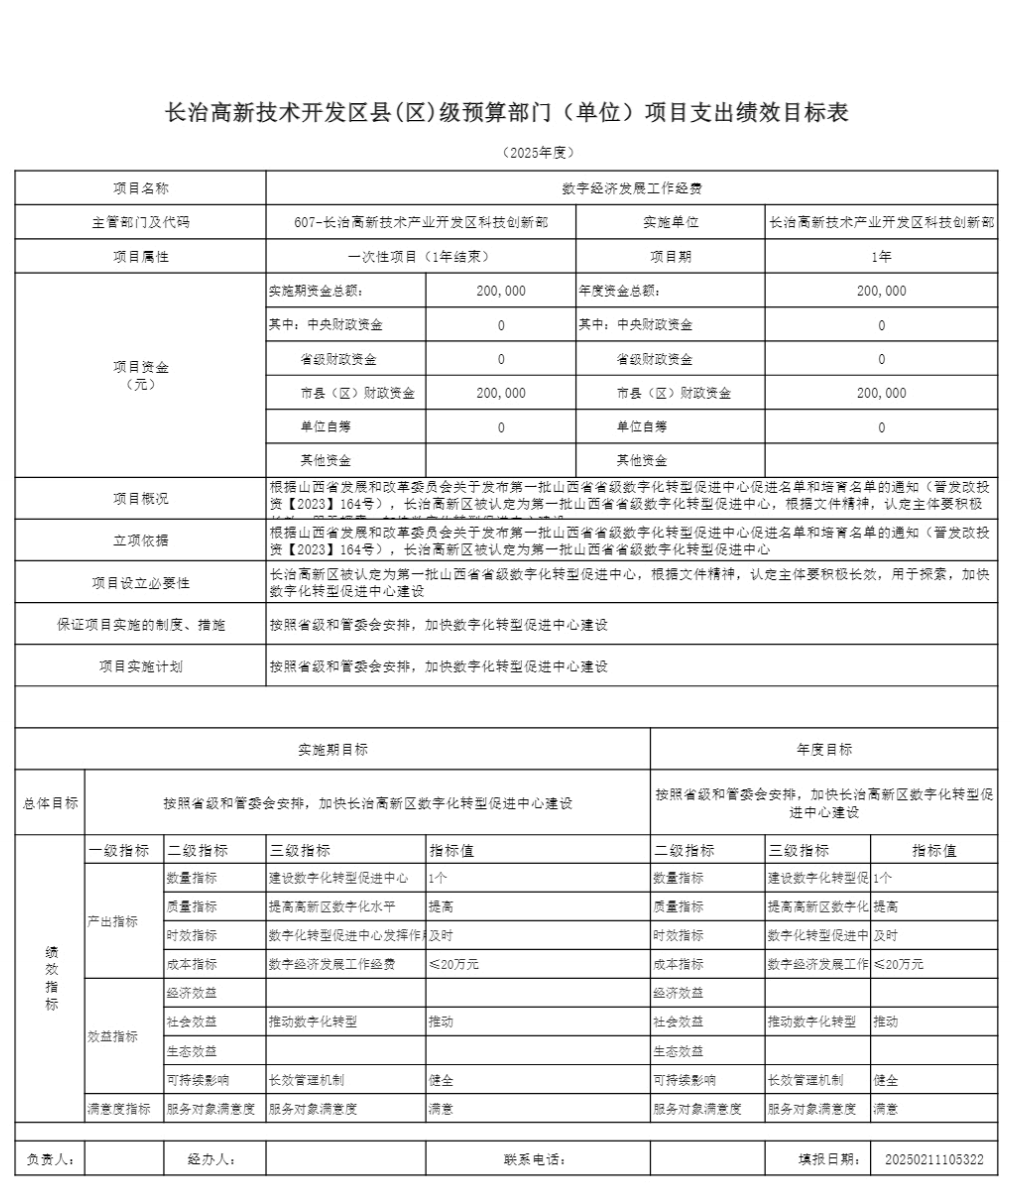 长治高新技术开发区县(区)级预算部门（单位）项目支出绩效目标表
（2025年度）
项目名称 数字经济发展工作经费
主管部门及代码 607-长治高新技术产业开发区科技创新部 实施单位 长治高新技术产业开发区科技创新部
项目属性 一次性项目（1年结束） 项目期 1年
项目资金
（元）
实施期资金总额： 200,000 年度资金总额： 200,000
其中：中央财政资金 0 其中：中央财政资金 0
省级财政资金 0 省级财政资金 0
市县（区）财政资金 200,000 市县（区）财政资金 200,000
单位自筹 0 单位自筹 0
其他资金 其他资金
项目概况
根据山西省发展和改革委员会关于发布第一批山西省省级数字化转型促进中心促进名单和培育名单的通知（晋发改投
资【2023】164号），长治高新区被认定为第一批山西省省级数字化转型促进中心，根据文件精神，认定主体要积极
立项依据
根据山西省发展和改革委员会关于发布第一批山西省省级数字化转型促进中心促进名单和培育名单的通知（晋发改投
资【2023】164号），长治高新区被认定为第一批山西省省级数字化转型促进中心
项目设立必要性
长治高新区被认定为第一批山西省省级数字化转型促进中心，根据文件精神，认定主体要积极长效，用于探索，加快
数字化转型促进中心建设
保证项目实施的制度、措施 按照省级和管委会安排，加快数字化转型促进中心建设
项目实施计划 按照省级和管委会安排，加快数字化转型促进中心建设
实施期目标 年度目标
总体目标 按照省级和管委会安排，加快长治高新区数字化转型促进中心建设
按照省级和管委会安排，加快长治高新区数字化转型促
进中心建设
绩
效
指
标
一级指标 二级指标 三级指标 指标值 二级指标 三级指标 指标值
产出指标
数量指标 建设数字化转型促进中心 1个 数量指标 建设数字化转型促 1个
质量指标 提高高新区数字化水平 提高 质量指标 提高高新区数字化 提高
时效指标 数字化转型促进中心发挥作 及时 时效指标 数字化转型促进中 及时
成本指标 数字经济发展工作经费 ≤20万元 成本指标 数字经济发展工作 ≤20万元
效益指标
经济效益 经济效益
社会效益 推动数字化转型 推动 社会效益 推动数字化转型 推动
生态效益 生态效益
可持续影响 长效管理机制 健全 可持续影响 长效管理机制 健全
满意度指标 服务对象满意度 服务对象满意度 满意 服务对象满意度 服务对象满意度 满意
负责人： 经办人： 联系电话： 填报日期： 20250211105322